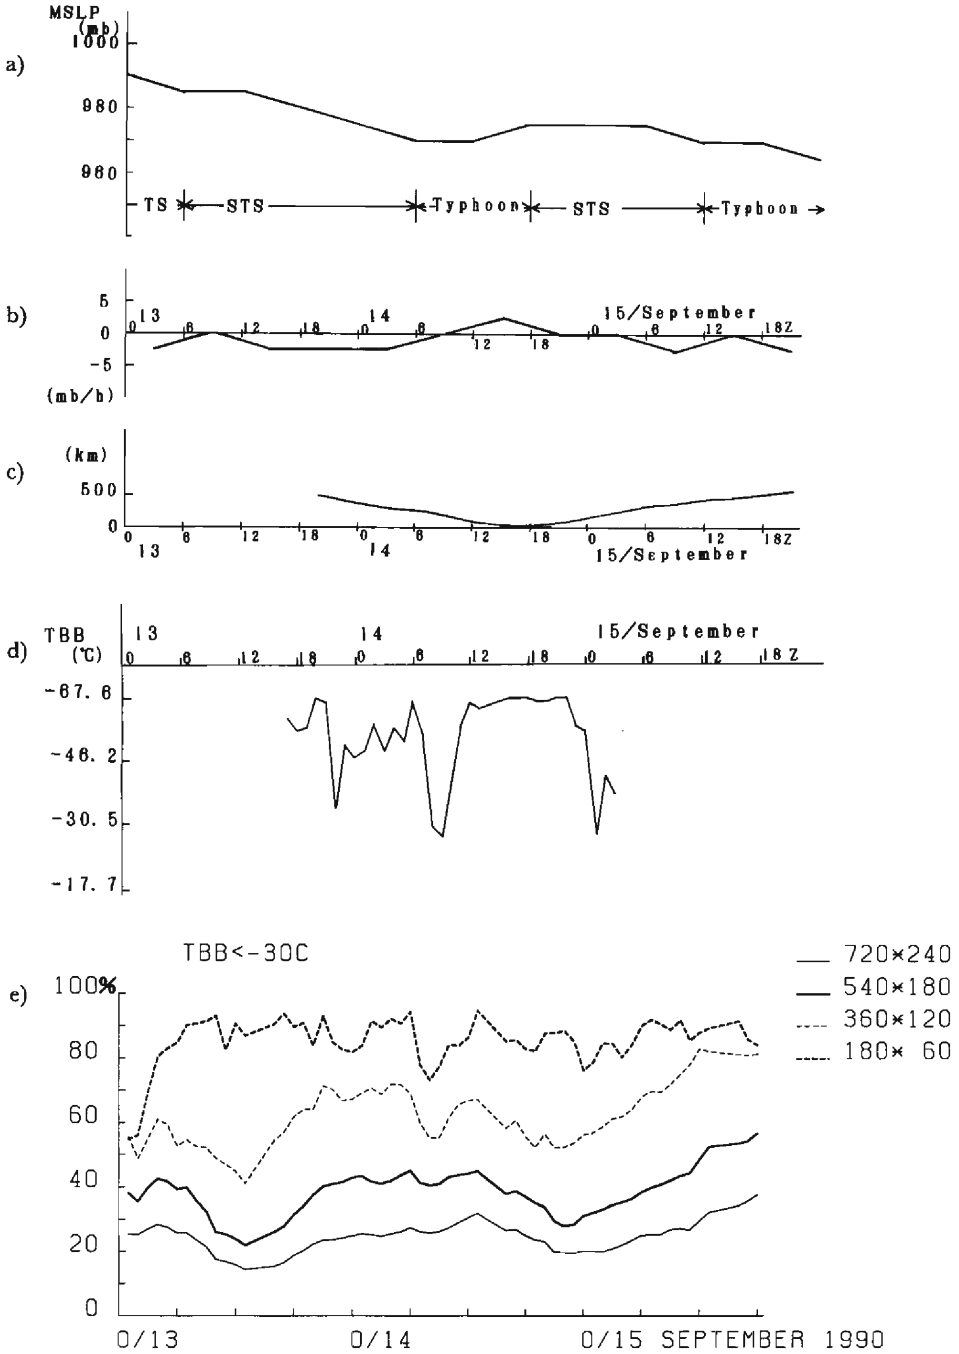 MSLP
(mb)
a)
1000
980
960
TS STS Typhoon STS Typhoon
b)
5
0
-5
(mb/h)
13 14 15/September
0 6 12 18 0 6 12 18 0 6 12 18Z
c)
(km)
500
0
0 6 12 18 0 6 12 18 0 6 12 18Z
13 14 15/September
d)
TBB
(℃)
13 14 15/September
0 6 12 18 0 6 12 18 0 6 12 18Z
-67.6
-46.2
-30.5
-17.7
TBB<-30C
e)
100%
80
60
40
20
0
720*240
540*180
360*120
180* 60
0/13 0/14 0/15 SEPTEMBER 1990